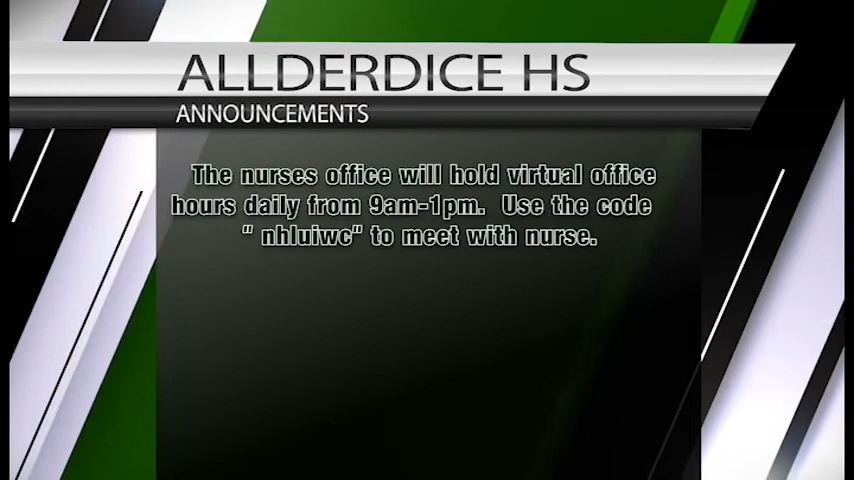 ALLDERDICE HS
ANNOUNCEMENTS
The nurses office will hold virtual office
hours daily from 9am-1pm. Use the code
" nhluiwc" to meet with nurse.